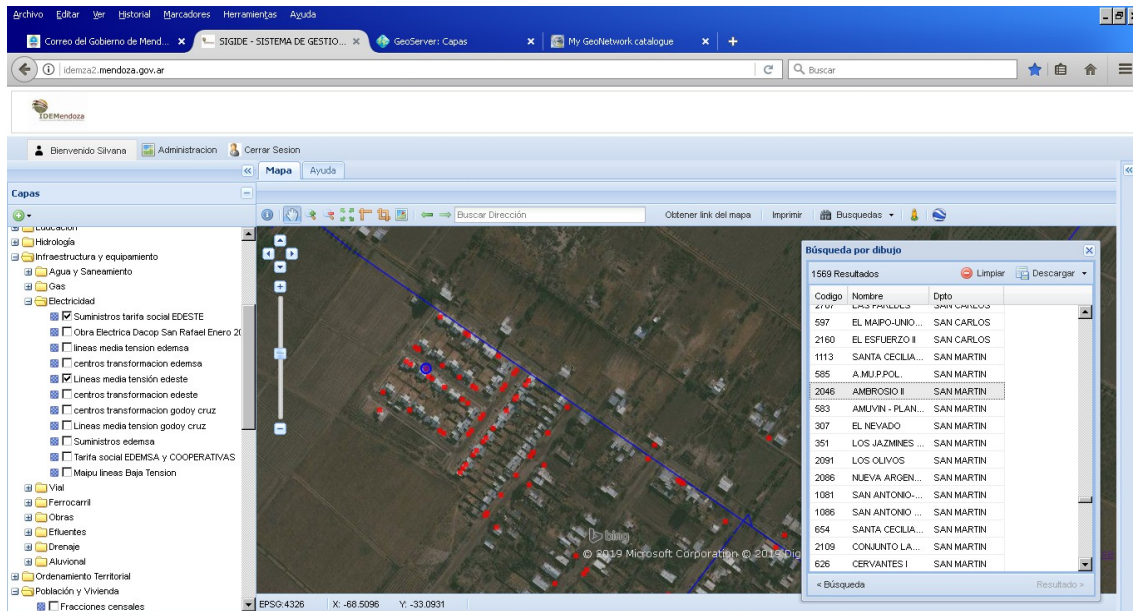 Archivo Editar Ver Historial Marcadores Herramientas Ayuda
Correo del Gobierno de Mend... SIGIDE - SISTEMA DE GESTIO... GeoServer: Capas My GeoNetwork catalogue
idemza2.mendoza.gov.ar Buscar
IDEMendoza
Bienvenido Silvana Administracion Cerrar Sesion
Mapa Ayuda
Capas
Buscar Dirección Obtener link del mapa Imprimir Busquedas
Educacion
Hidrología
Infraestructura y equipamiento
Agua y Saneamiento
Gas
Electricidad
Suministros tarifa social EDESTE
Obra Electrica Dacop San Rafael Enero 20
lineas media tension edemsa
centros transformacion edemsa
Lineas media tensión edeste
centros transformacion edeste
centros transformacion godoy cruz
Lineas media tension godoy cruz
Suministros edemsa
Tarifa social EDEMSA y COOPERATIVAS
Maipu lineas Baja Tension
Vial
Ferrocarril
Obras
Efluentes
Drenaje
Aluvional
Ordenamiento Territorial
Población y Vivienda
Fracciones censales
Búsqueda por dibujo
1569 Resultados Limpiar Descargar
Codigo Nombre Dpto
2707 LAS PAREDES SAN CARLOS
597 EL MAIPO-UNIO... SAN CARLOS
2160 EL ESFUERZO II SAN CARLOS
1113 SANTA CECILIA... SAN MARTIN
585 A.MU.P.POL. SAN MARTIN
2046 AMBROSIO II SAN MARTIN
583 AMUVIN - PLAN... SAN MARTIN
307 EL NEVADO SAN MARTIN
351 LOS JAZMINES ... SAN MARTIN
2091 LOS OLIVOS SAN MARTIN
2086 NUEVA ARGEN... SAN MARTIN
1081 SAN ANTONIO-... SAN MARTIN
1086 SAN ANTONIO ... SAN MARTIN
654 SANTA CECILIA... SAN MARTIN
2109 CONJUNTO LA... SAN MARTIN
626 CERVANTES I SAN MARTIN
< Búsqueda Resultado >
bing
© 2019 Microsoft Corporation © 2019 Dig
EPSG:4326 X: -68.5096 Y: -33.0931